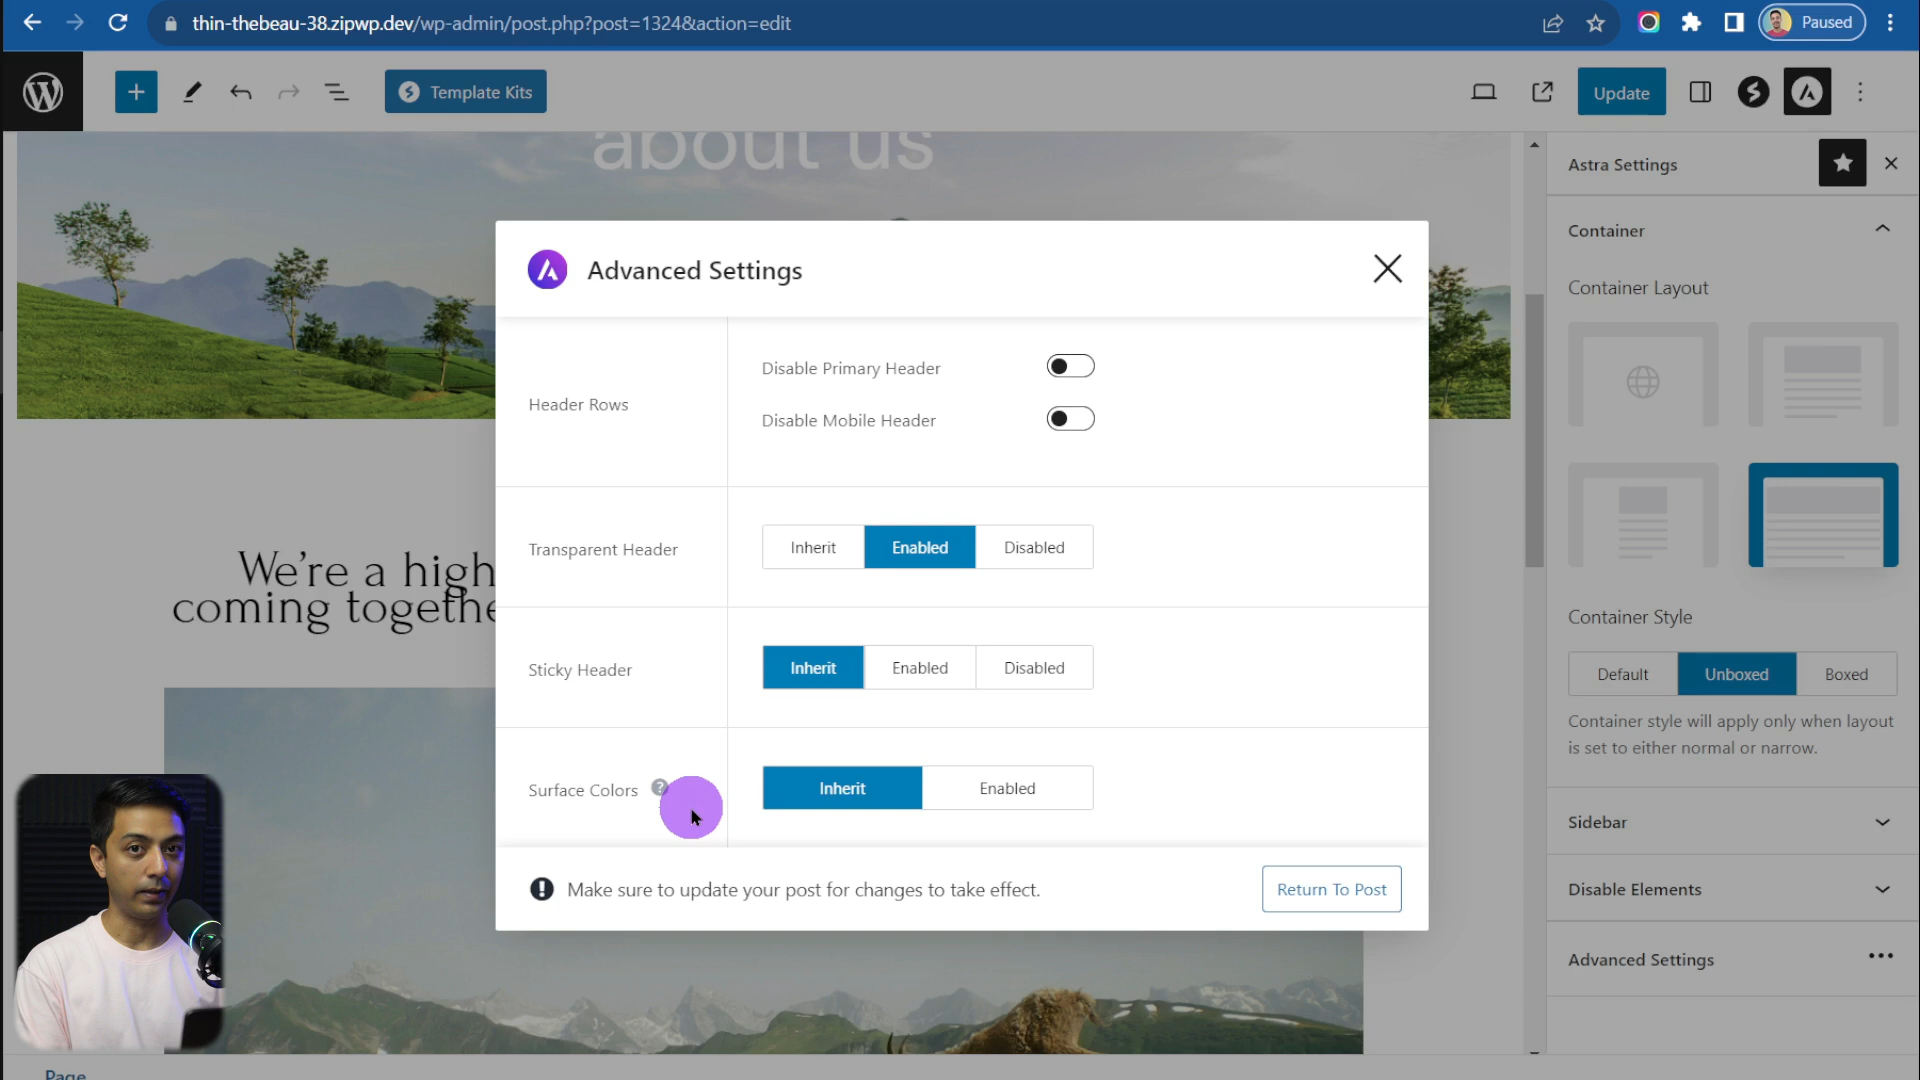 thin-thebeau-38.zipwp.dev/wp-admin/post.php?post=1324&action=edit
Paused
Template Kits
Update
about us
We're a high
coming togethe
Advanced Settings
Header Rows
Disable Primary Header
Disable Mobile Header
Transparent Header
Inherit
Enabled
Disabled
Sticky Header
Inherit
Enabled
Disabled
Surface Colors
?
Inherit
Enabled
Make sure to update your post for changes to take effect.
Return To Post
Astra Settings
Container
Container Layout
Container Style
Default
Unboxed
Boxed
Container style will apply only when layout
is set to either normal or narrow.
Sidebar
Disable Elements
Advanced Settings
Page